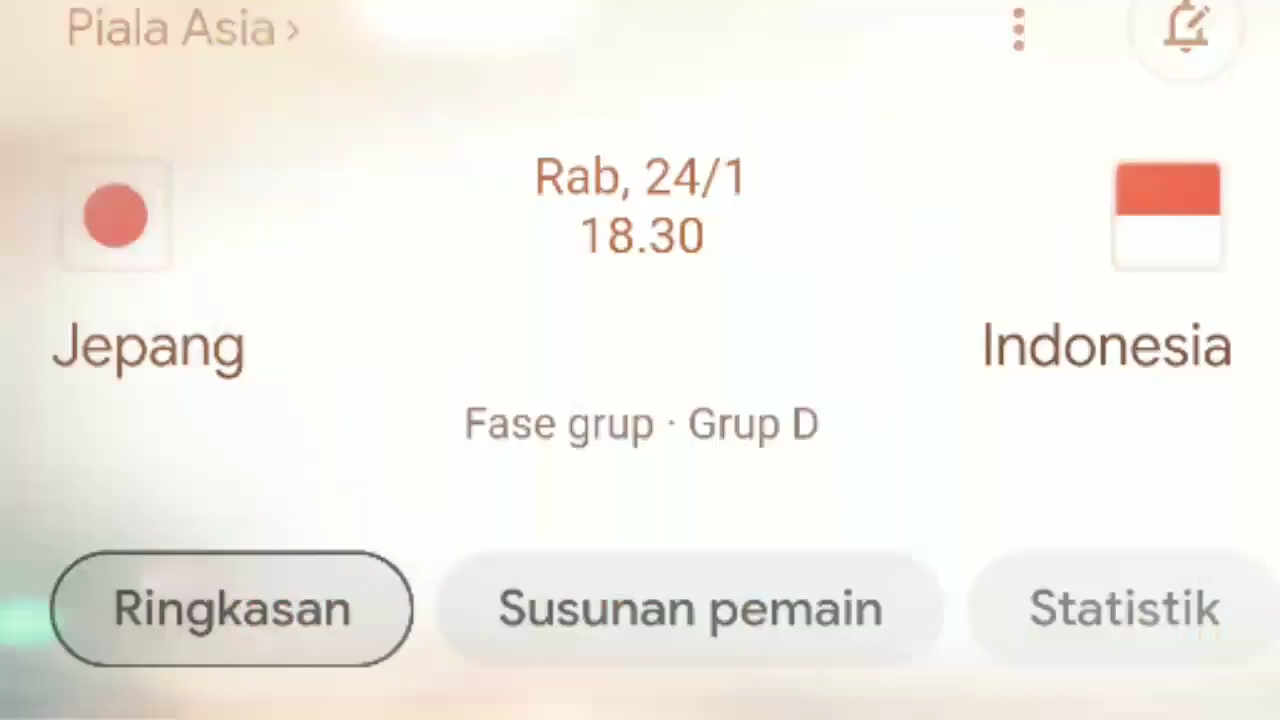 Piala Asia
Rab, 24/1
18.30
Jepang
Indonesia
Fase grup · Grup D
Ringkasan
Susunan pemain
Statistik